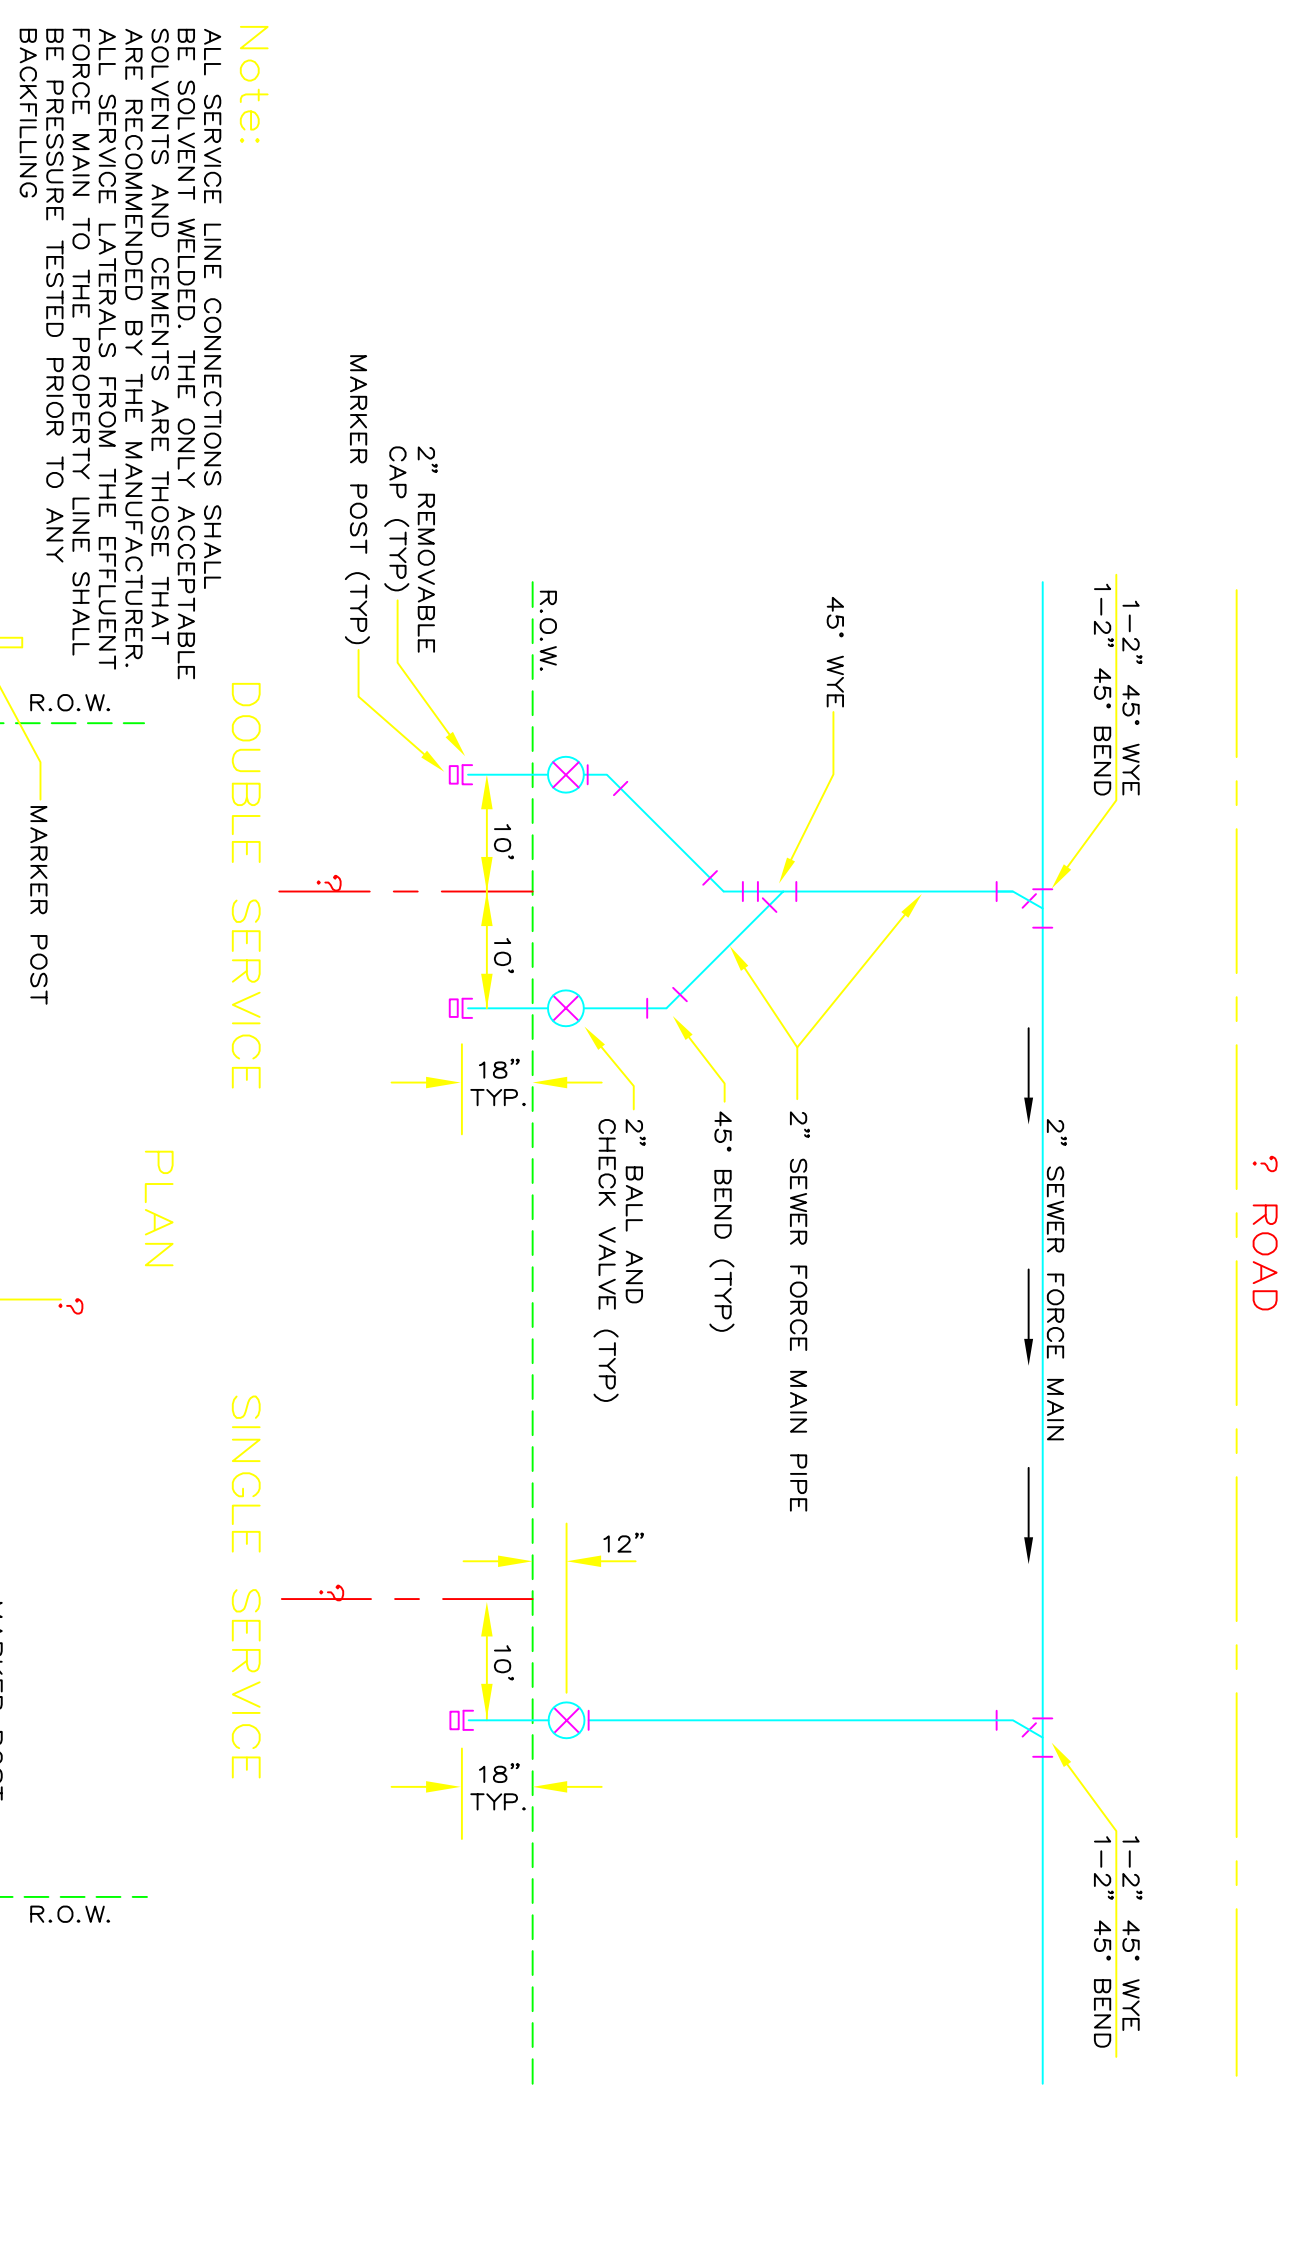 ? ROAD
1-2" 45° WYE
1-2" 45° BEND
1-2" 45° WYE
1-2" 45° BEND
2" SEWER FORCE MAIN
45° WYE
2" SEWER FORCE MAIN PIPE
45° BEND (TYP)
2" BALL AND
CHECK VALVE (TYP)
12"
R.O.W.
10'
10'
18"
TYP.
10'
18"
TYP.
2" REMOVABLE
CAP (TYP)
MARKER POST (TYP)
?
?
DOUBLE SERVICE
SINGLE SERVICE
PLAN
Note:
ALL SERVICE LINE CONNECTIONS SHALL
BE SOLVENT WELDED. THE ONLY ACCEPTABLE
SOLVENTS AND CEMENTS ARE THOSE THAT
ARE RECOMMENDED BY THE MANUFACTURER.
ALL SERVICE LATERALS FROM THE EFFLUENT
FORCE MAIN TO THE PROPERTY LINE SHALL
BE PRESSURE TESTED PRIOR TO ANY
BACKFILLING
R.O.W.
?
R.O.W.
MARKER POST